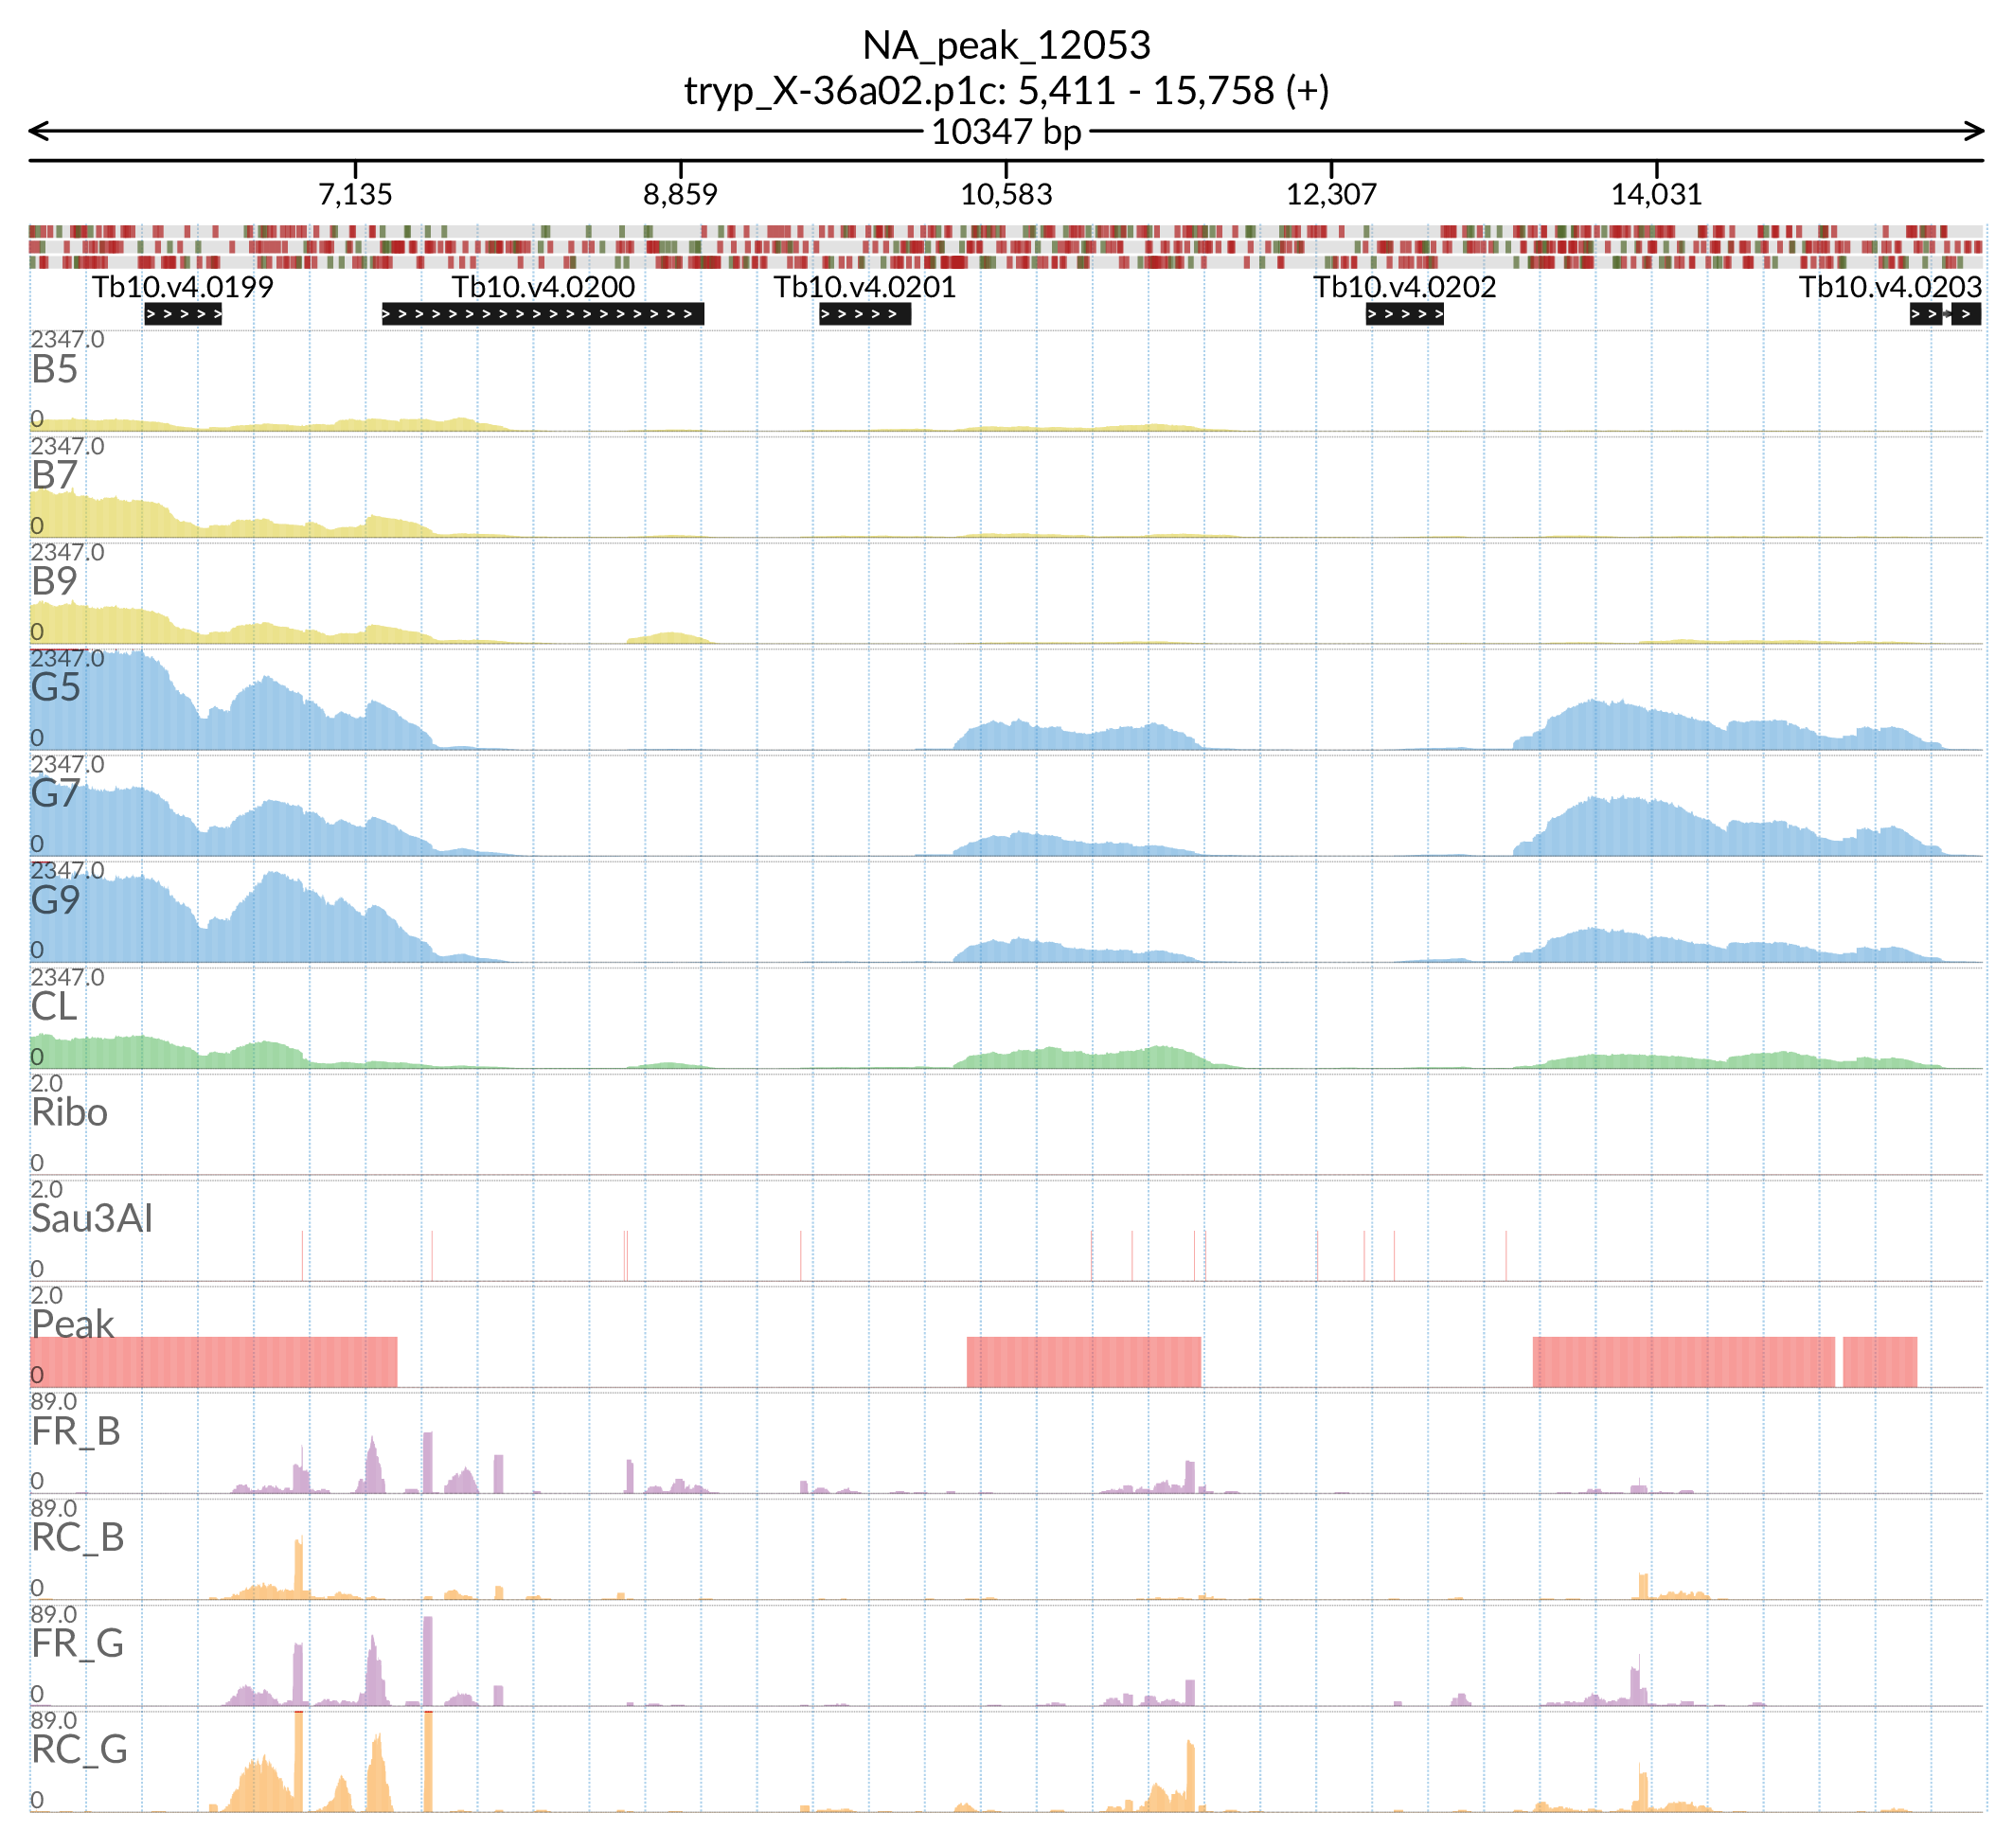 NA_peak_12053
tryp_X-36a02.p1c: 5,411 - 15,758 (+)
10347 bp
7,135 8,859 10,583 12,307 14,031
Tb10.v4.0199 Tb10.v4.0200 Tb10.v4.0201 Tb10.v4.0202 Tb10.v4.0203
2347.0
B5
0
2347.0
B7
0
2347.0
B9
0
2347.0
G5
0
2347.0
G7
0
2347.0
G9
0
2347.0
CL
0
2.0
Ribo
0
2.0
Sau3AI
0
2.0
Peak
0
89.0
FR_B
0
89.0
RC_B
0
89.0
FR_G
0
89.0
RC_G
0